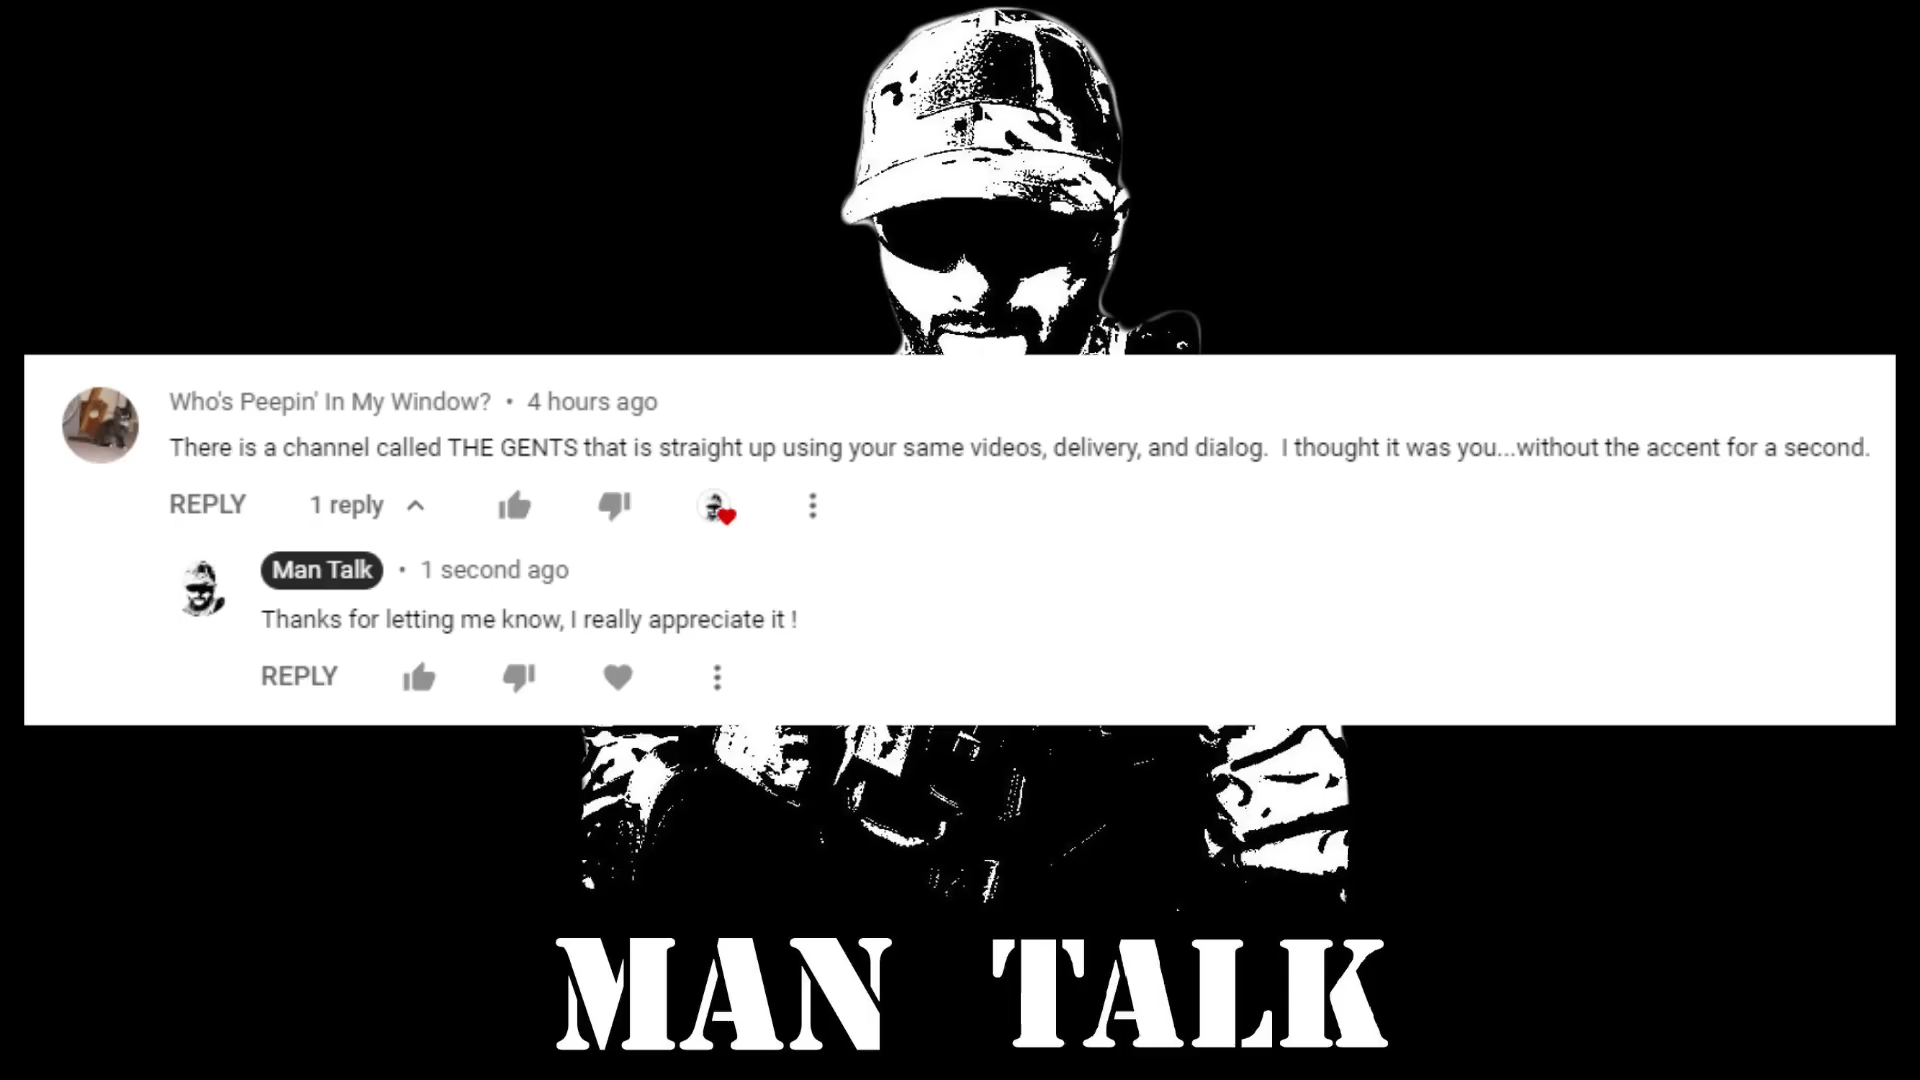 Who's Peepin' In My Window? • 4 hours ago
There is a channel called THE GENTS that is straight up using your same videos, delivery, and dialog.  I thought it was you...without the accent for a second.
REPLY 1 reply
Man Talk • 1 second ago
Thanks for letting me know, I really appreciate it !
REPLY
MAN TALK